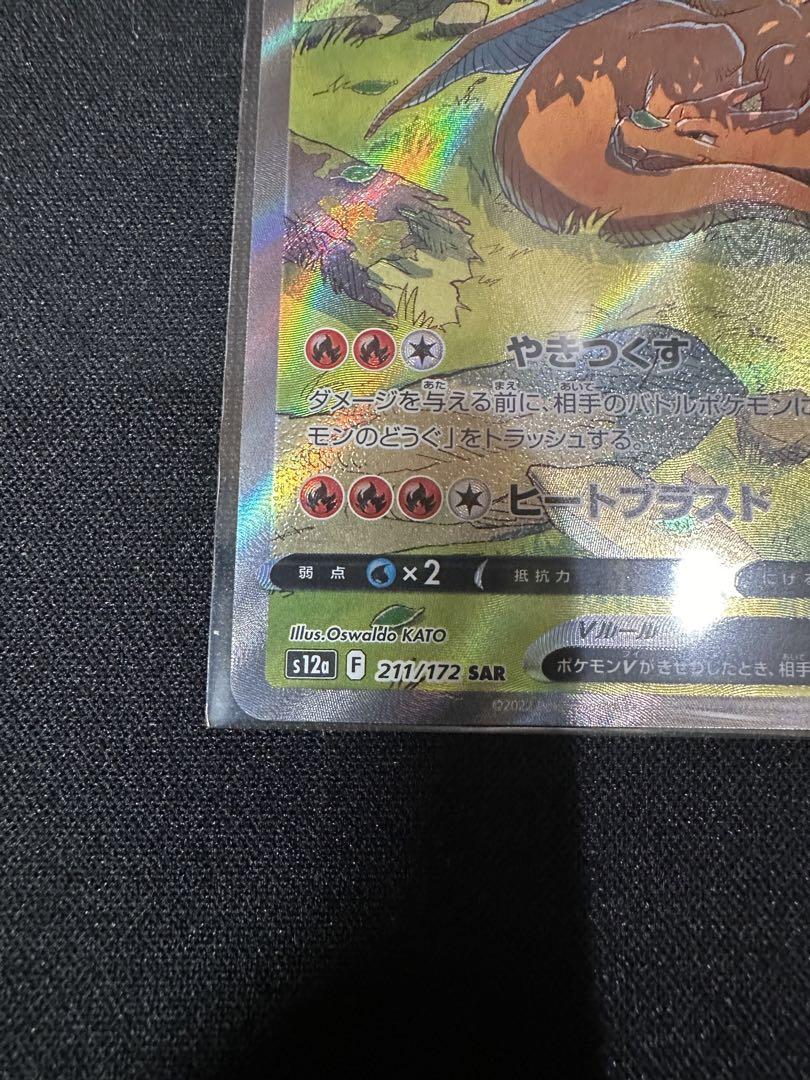 やきつくす
ダメージを与える前に、相手のバトルポケモンに
モンのどうぐ」をトラッシュする。
ヒートブラスト
弱点 ×2 抵抗力 にげ
Illus.Oswaldo KATO
Vルール
s12a F 211/172 SAR
ポケモンVがきぜつしたとき、相手
©2022